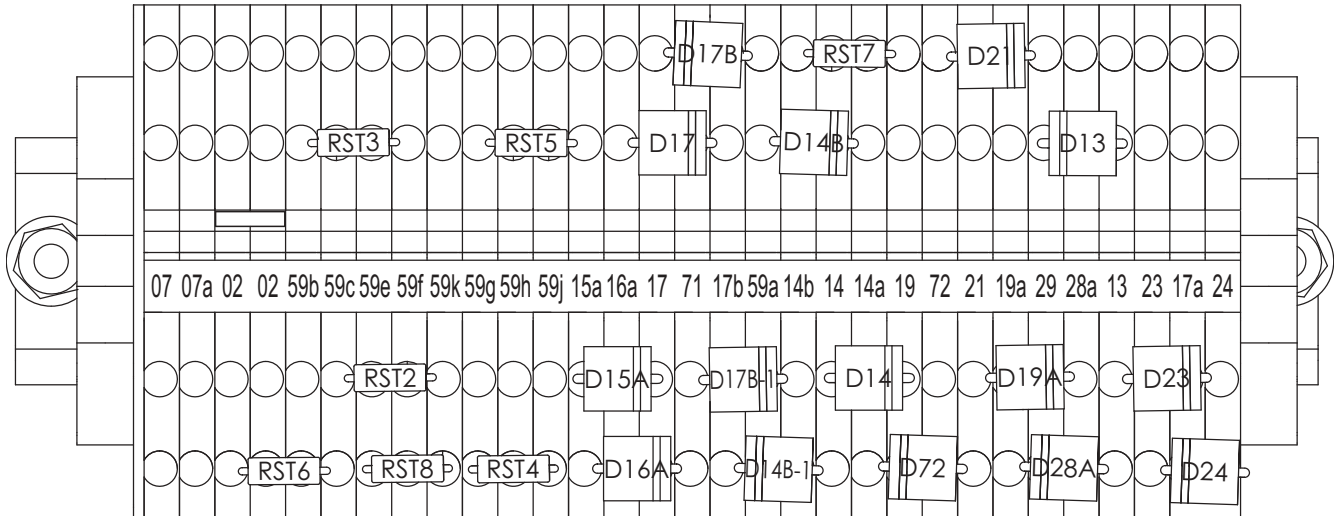 D17B RST7 D21
RST3 RST5 D17 D14B D13
07 07a 02 02 59b 59c 59e 59f 59k 59g 59h 59j 15a 16a 17 71 17b 59a 14b 14 14a 19 72 21 19a 29 28a 13 23 17a 24
RST2 D15A D17B-1 D14 D19A D23
RST6 RST8 RST4 D16A D14B-1 D72 D28A D24